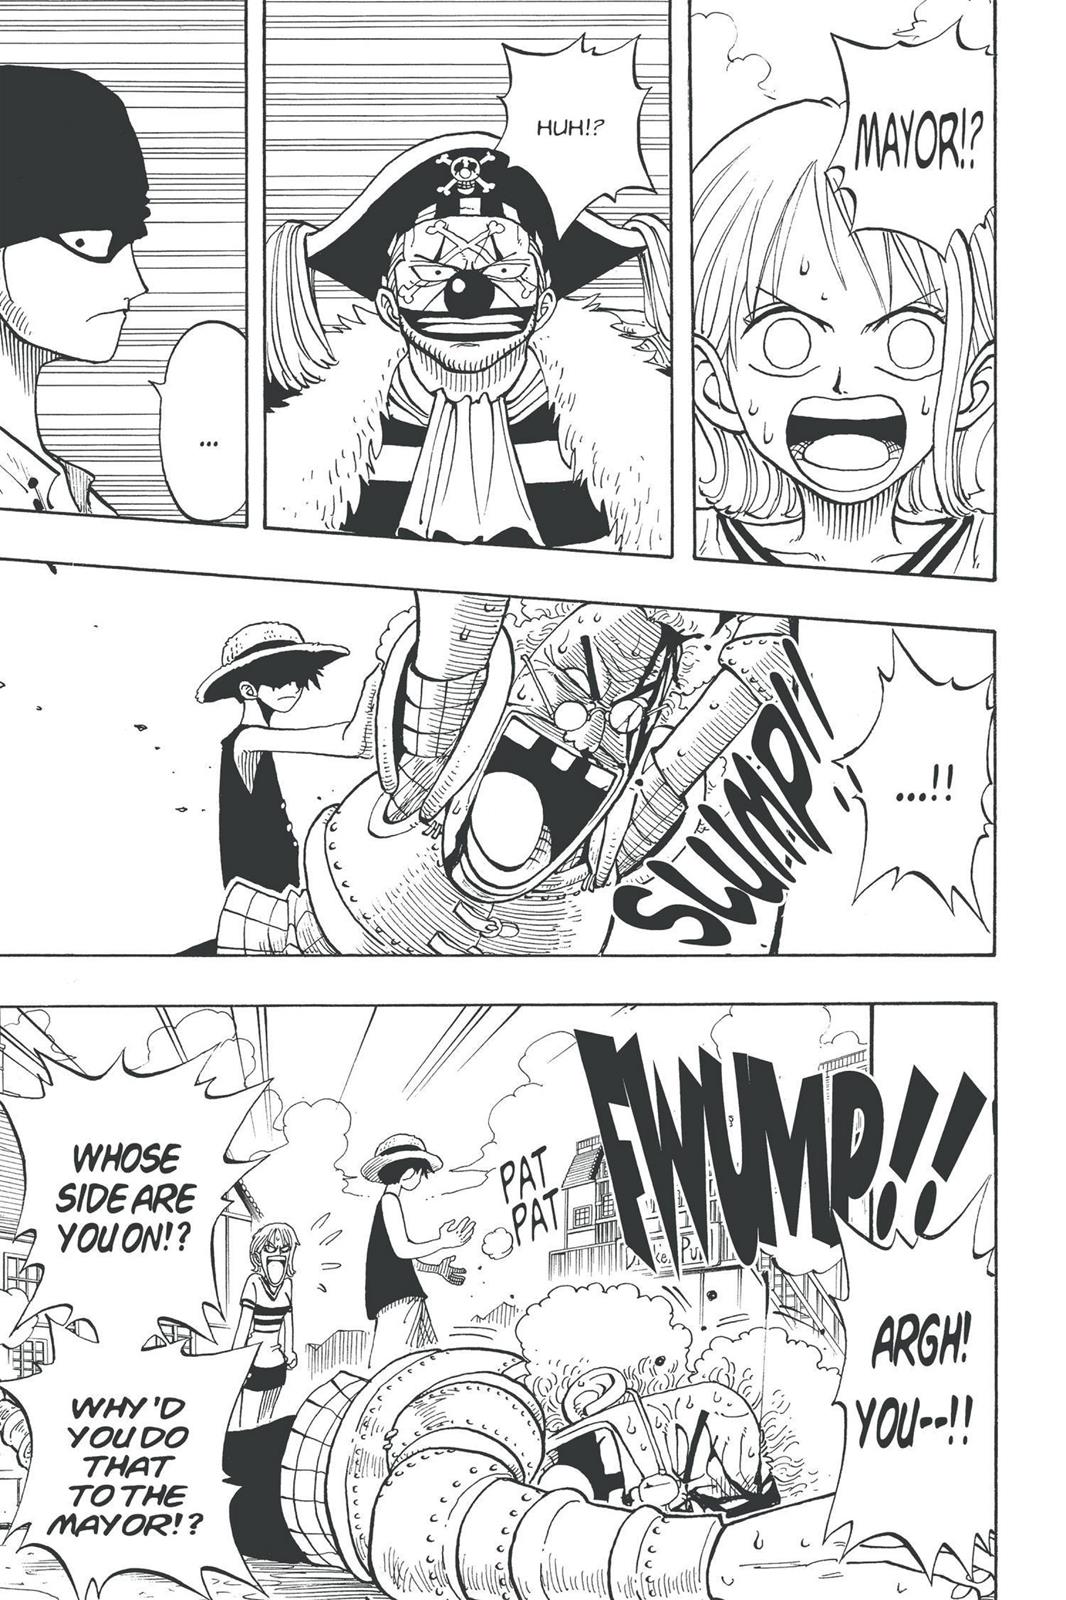 MAYOR!?
HUH!?
...
...!!
SLUMP!!
FWUMP!!
ARGH!
YOU--!!
PAT
PAT
WHOSE
SIDE ARE
YOU ON!?
WHY'D
YOU DO
THAT
TO THE
MAYOR!?